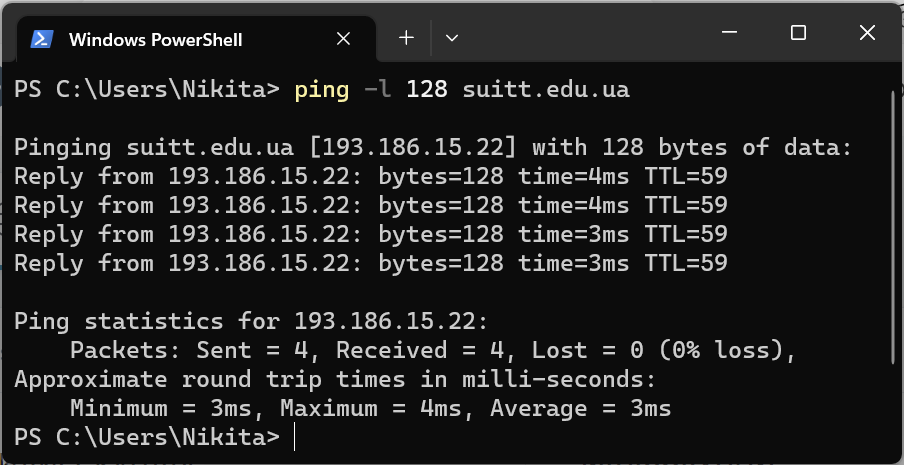 Windows PowerShell
PS C:\Users\Nikita> ping -l 128 suitt.edu.ua

Pinging suitt.edu.ua [193.186.15.22] with 128 bytes of data:
Reply from 193.186.15.22: bytes=128 time=4ms TTL=59
Reply from 193.186.15.22: bytes=128 time=4ms TTL=59
Reply from 193.186.15.22: bytes=128 time=3ms TTL=59
Reply from 193.186.15.22: bytes=128 time=3ms TTL=59

Ping statistics for 193.186.15.22:
    Packets: Sent = 4, Received = 4, Lost = 0 (0% loss),
Approximate round trip times in milli-seconds:
    Minimum = 3ms, Maximum = 4ms, Average = 3ms
PS C:\Users\Nikita>